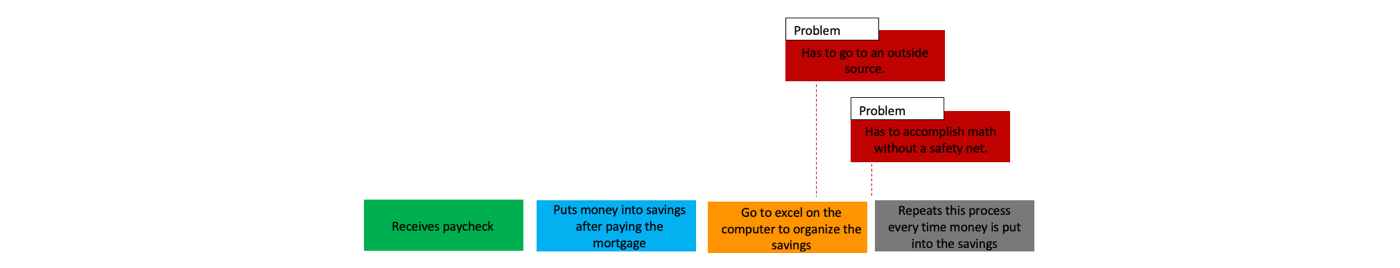 Problem
Has to go to an outside
source.
Problem
Has to accomplish math
without a safety net.
Receives paycheck
Puts money into savings
after paying the
mortgage
Go to excel on the
computer to organize the
savings
Repeats this process
every time money is put
into the savings